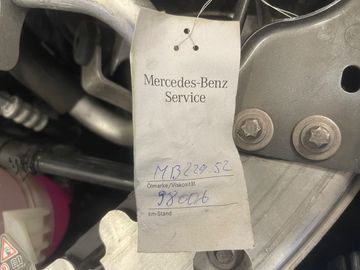 Mercedes-Benz
Service
MB229 52
Ölmarke/Viskosität
98006
km-Stand